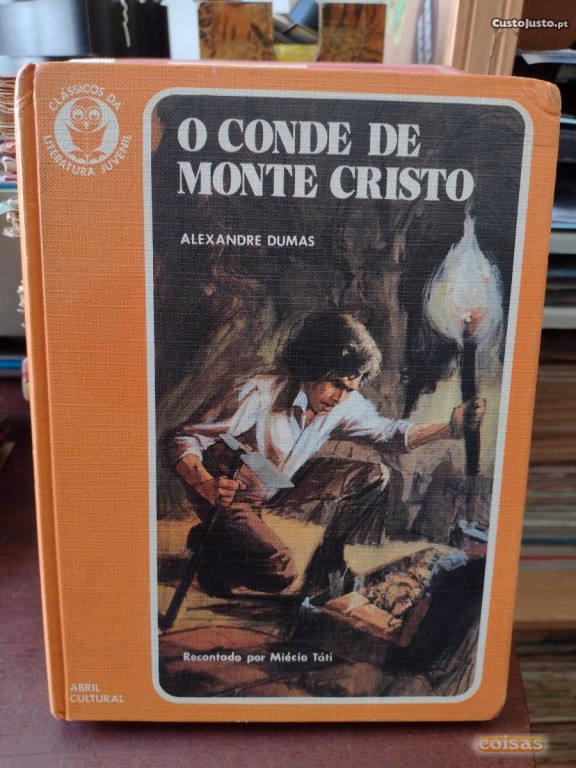 CustoJusto.pt
CLÁSSICOS DA
LITERATURA JUVENIL
O CONDE DE
MONTE CRISTO
ALEXANDRE DUMAS
Recontado por Miécio Táti
ABRIL
CULTURAL
coisas